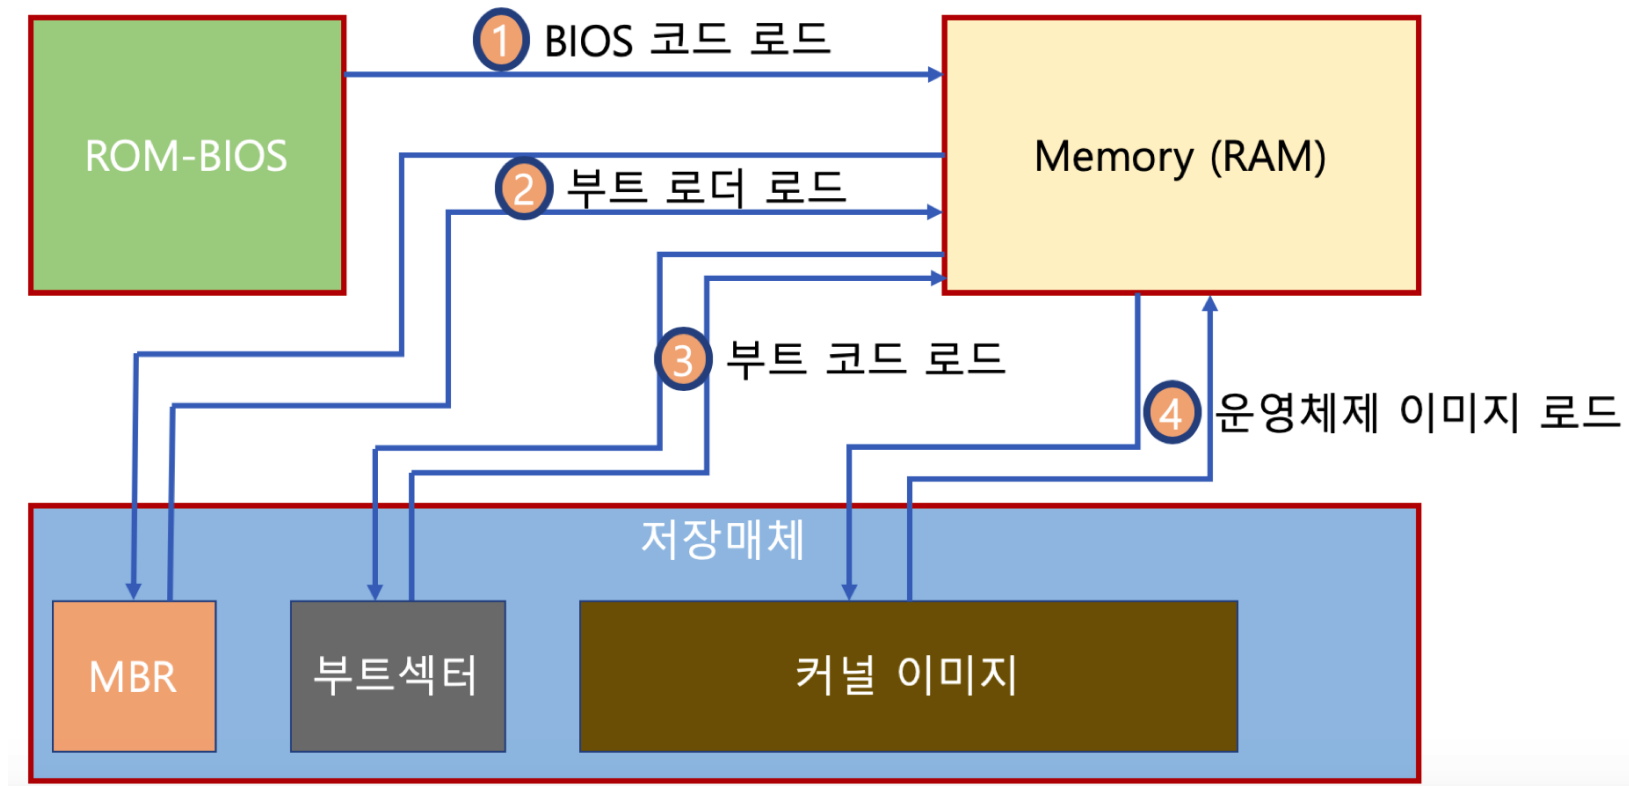 ① BIOS 코드 로드
ROM-BIOS
Memory (RAM)
② 부트 로더 로드
③ 부트 코드 로드
④ 운영체제 이미지 로드
저장매체
MBR
부트섹터
커널 이미지